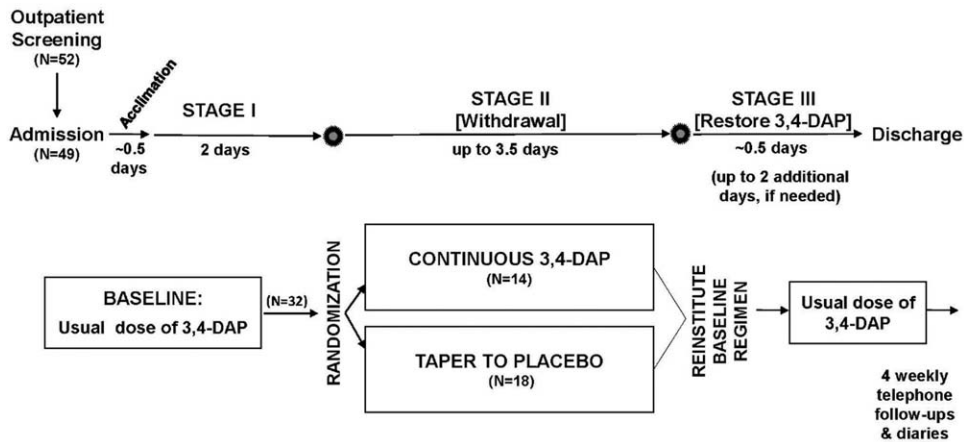 Outpatient
Screening
(N=52)
Admission
(N=49)
Acclimation
~0.5
days
STAGE I
2 days
STAGE II
[Withdrawal]
up to 3.5 days
STAGE III
[Restore 3,4-DAP]
~0.5 days
(up to 2 additional
days, if needed)
Discharge
BASELINE:
Usual dose of 3,4-DAP
(N=32)
RANDOMIZATION
CONTINUOUS 3,4-DAP
(N=14)
TAPER TO PLACEBO
(N=18)
REINSTITUTE
BASELINE
REGIMEN
Usual dose of
3,4-DAP
4 weekly
telephone
follow-ups
& diaries